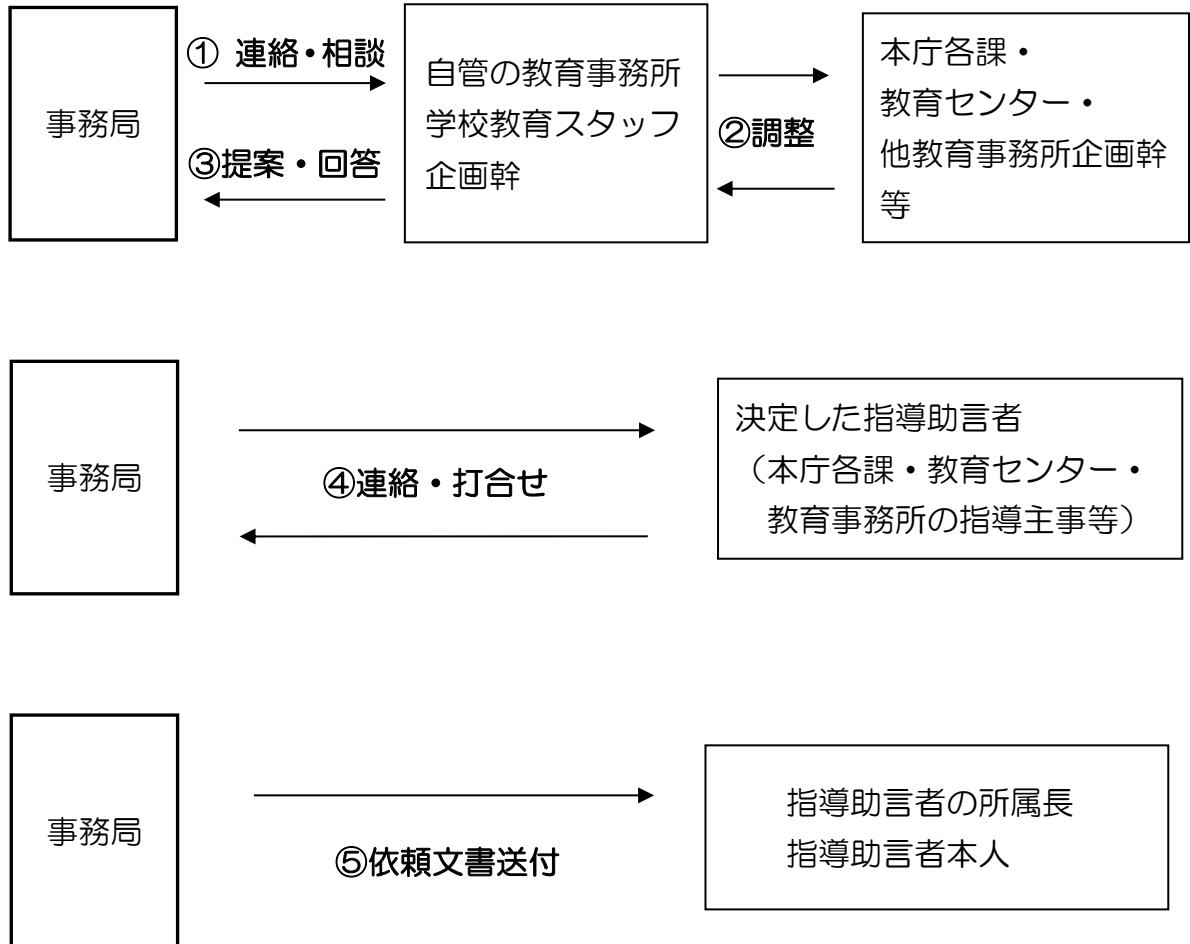 事務局
① 連絡・相談
③提案・回答
自管の教育事務所
学校教育スタッフ
企画幹
②調整
本庁各課・
教育センター・
他教育事務所企画幹
等
事務局
④連絡・打合せ
決定した指導助言者
（本庁各課・教育センター・
教育事務所の指導主事等）
事務局
⑤依頼文書送付
指導助言者の所属長
指導助言者本人